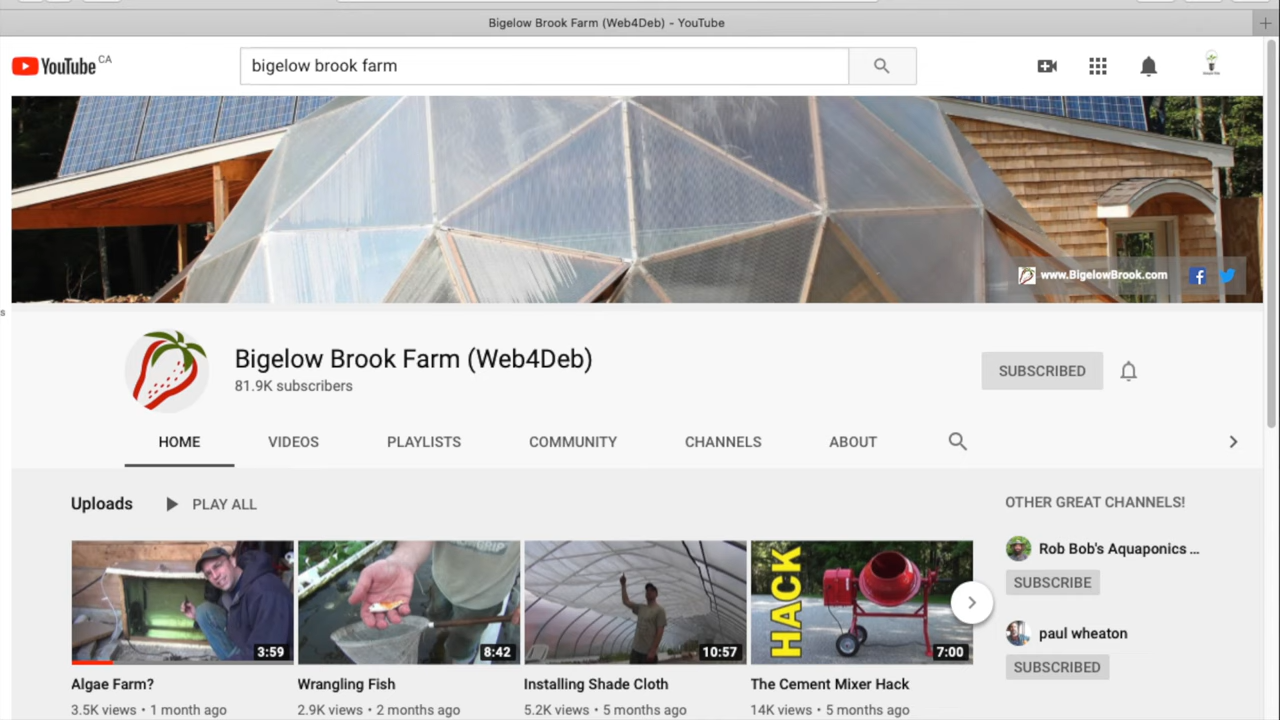 Bigelow Brook Farm (Web4Deb) - YouTube
YouTube CA
bigelow brook farm
www.BigelowBrook.com
s
Bigelow Brook Farm (Web4Deb)
81.9K subscribers
SUBSCRIBED
HOME VIDEOS PLAYLISTS COMMUNITY CHANNELS ABOUT
Uploads PLAY ALL
OTHER GREAT CHANNELS!
Rob Bob's Aquaponics ...
SUBSCRIBE
paul wheaton
SUBSCRIBED
HACK
3:59
8:42
10:57
7:00
Algae Farm?
3.5K views • 1 month ago
Wrangling Fish
2.9K views • 2 months ago
Installing Shade Cloth
5.2K views • 5 months ago
The Cement Mixer Hack
14K views • 5 months ago